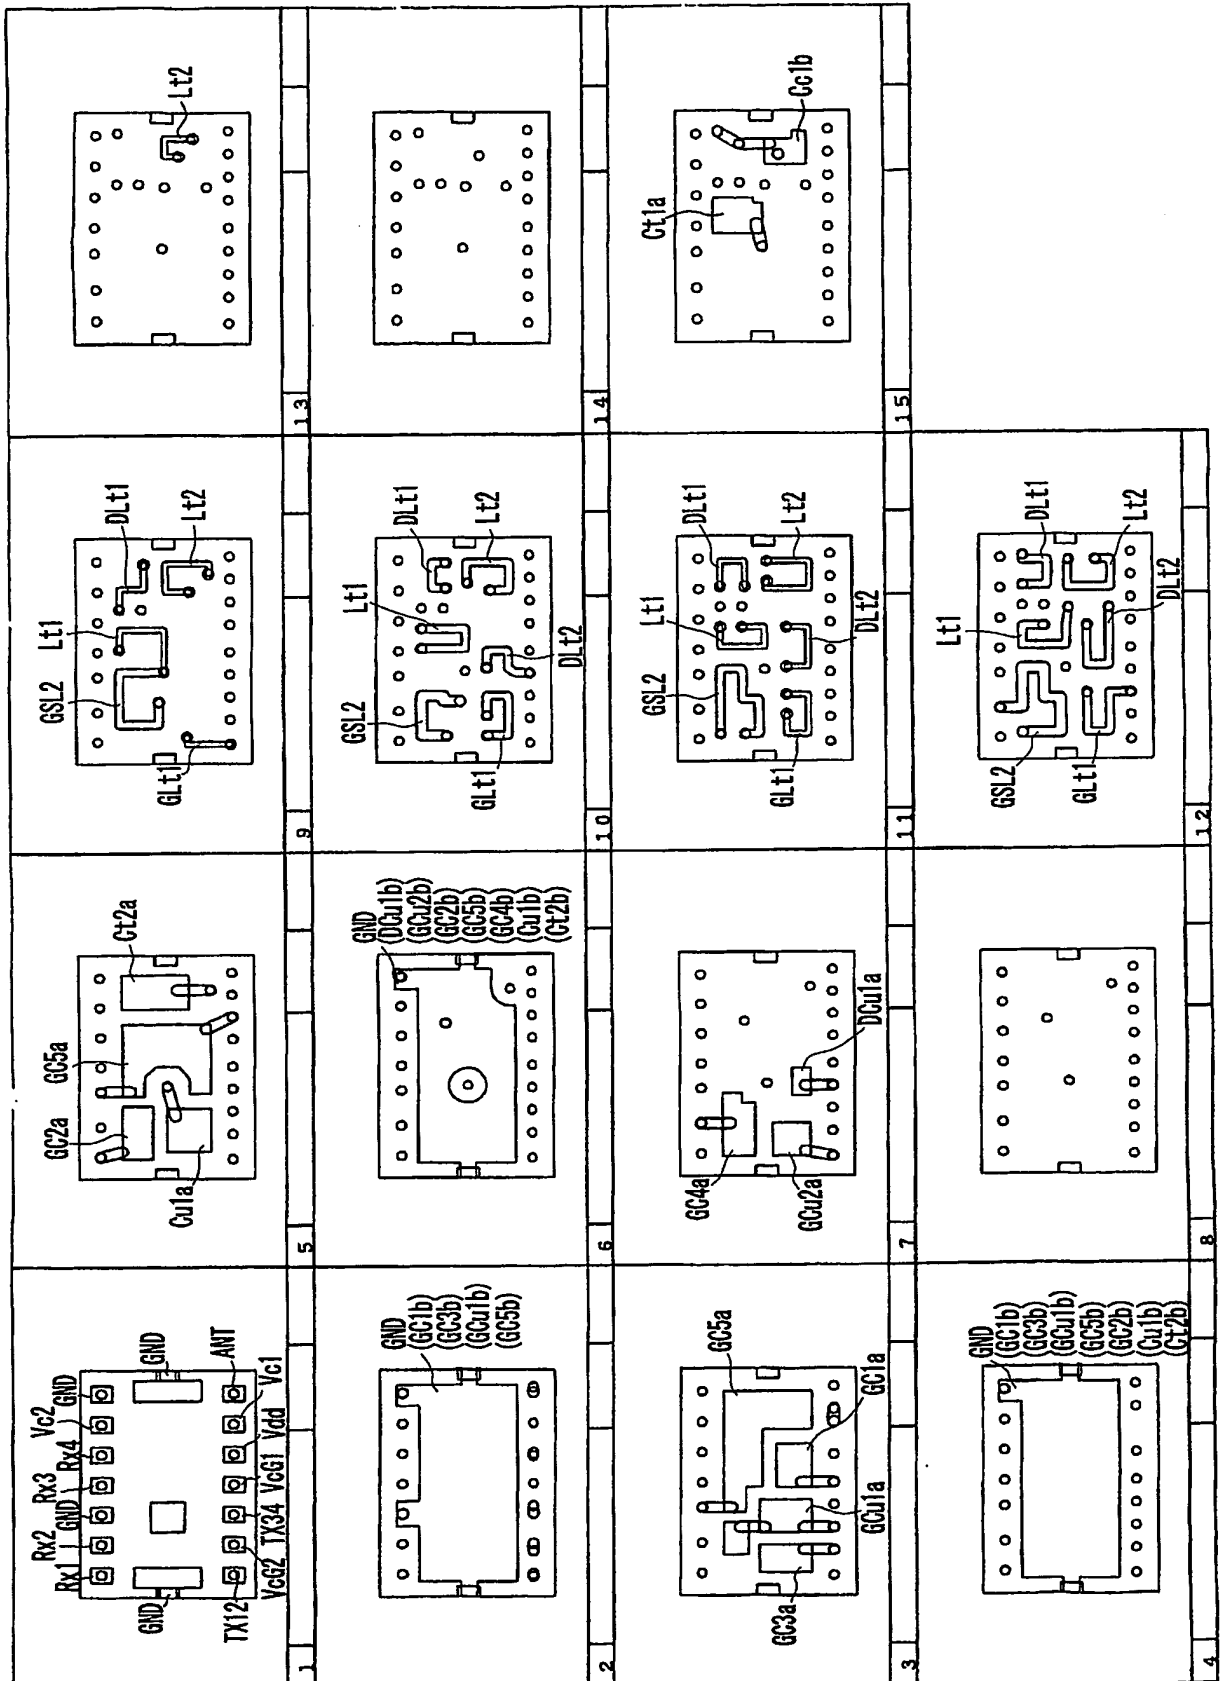 GND
Vc2
Rx4
Rx3
GND
Rx2
Rx1
GND
GND
ANT
Vc1
Vdd
VcG1
TX34
VcG2
TX12
1
GND
(GC1b)
(GC3b)
(GCu1b)
(GC5b)
2
GC5a
GC1a
GCu1a
GC3a
3
GND
(GC1b)
(GC3b)
(GCu1b)
(GC5b)
(GC2b)
(Cu1b)
(Ct2b)
4
Ct2a
GC5a
GC2a
Cu1a
5
GND
(DCu1b)
(GCu2b)
(GC2b)
(GC5b)
(GC4b)
(Cu1b)
(Ct2b)
6
DCu1a
GC4a
GCu2a
7
8
DLt1
Lt2
Lt1
GSL2
GLt1
9
DLt1
Lt2
Lt1
DLt2
GSL2
GLt1
10
DLt1
Lt2
Lt1
DLt2
GSL2
GLt1
11
DLt1
Lt2
Lt1
DLt2
GSL2
GLt1
12
Lt2
13
14
Cc1b
Ct1a
15